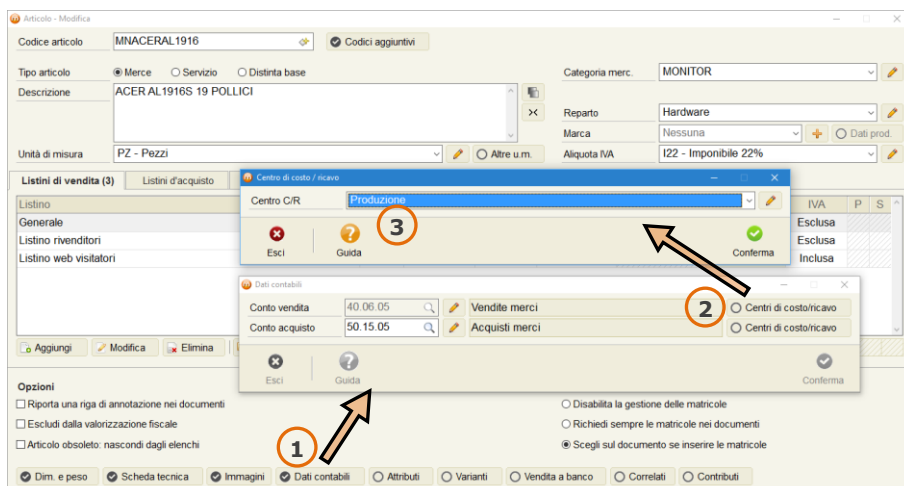 Articolo - Modifica
Codice articolo MNACERAL1916 Codici aggiuntivi
Tipo articolo Merce Servizio Distinta base Categoria merc. MONITOR
Descrizione ACER AL1916S 19 POLLICI
Reparto Hardware
Marca Nessuna Dati prod.
Unità di misura PZ - Pezzi Altre u.m. Aliquota IVA I22 - Imponibile 22%
Listini di vendita (3) Listini d'acquisto
Listino IVA P S
Generale Esclusa
Listino rivenditori Esclusa
Listino web visitatori Inclusa
Centro di costo / ricavo
Centro C/R Produzione
3
Esci Guida Conferma
Dati contabili
Conto vendita 40.06.05 Vendite merci 2 Centri di costo/ricavo
Conto acquisto 50.15.05 Acquisti merci Centri di costo/ricavo
Esci Guida Conferma
Aggiungi Modifica Elimina
Opzioni
Riporta una riga di annotazione nei documenti Disabilita la gestione delle matricole
Escludi dalla valorizzazione fiscale Richiedi sempre le matricole nei documenti
Articolo obsoleto: nascondi dagli elenchi Scegli sul documento se inserire le matricole
1
Dim. e peso Scheda tecnica Immagini Dati contabili Attributi Varianti Vendita a banco Correlati Contributi